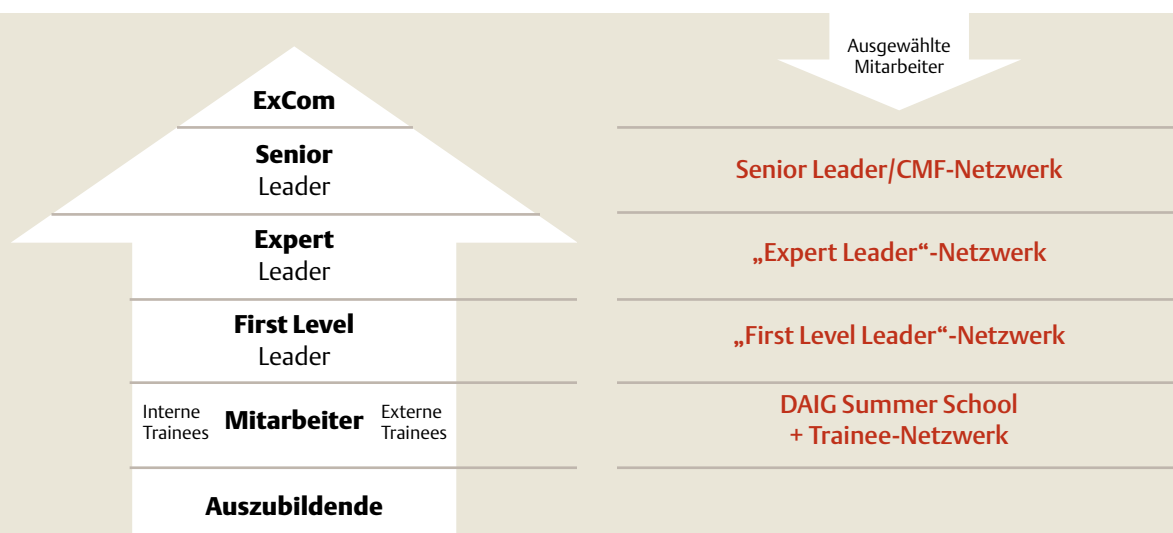 Ausgewählte
Mitarbeiter
ExCom
Senior
Leader
Senior Leader/CMF-Netzwerk
Expert
Leader
„Expert Leader“-Netzwerk
First Level
Leader
„First Level Leader“-Netzwerk
Interne
Trainees
Mitarbeiter
Externe
Trainees
DAIG Summer School
+ Trainee-Netzwerk
Auszubildende